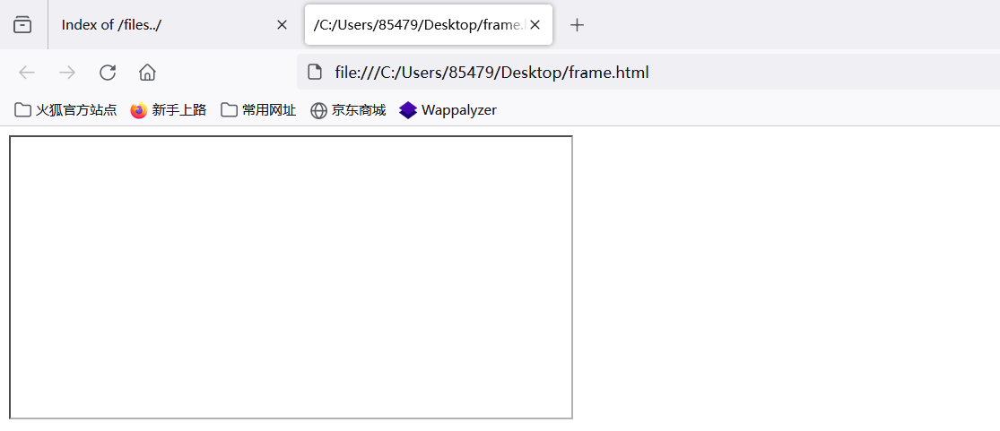 Index of /files../
/C:/Users/85479/Desktop/frame.
file:///C:/Users/85479/Desktop/frame.html
火狐官方站点 新手上路 常用网址 京东商城 Wappalyzer